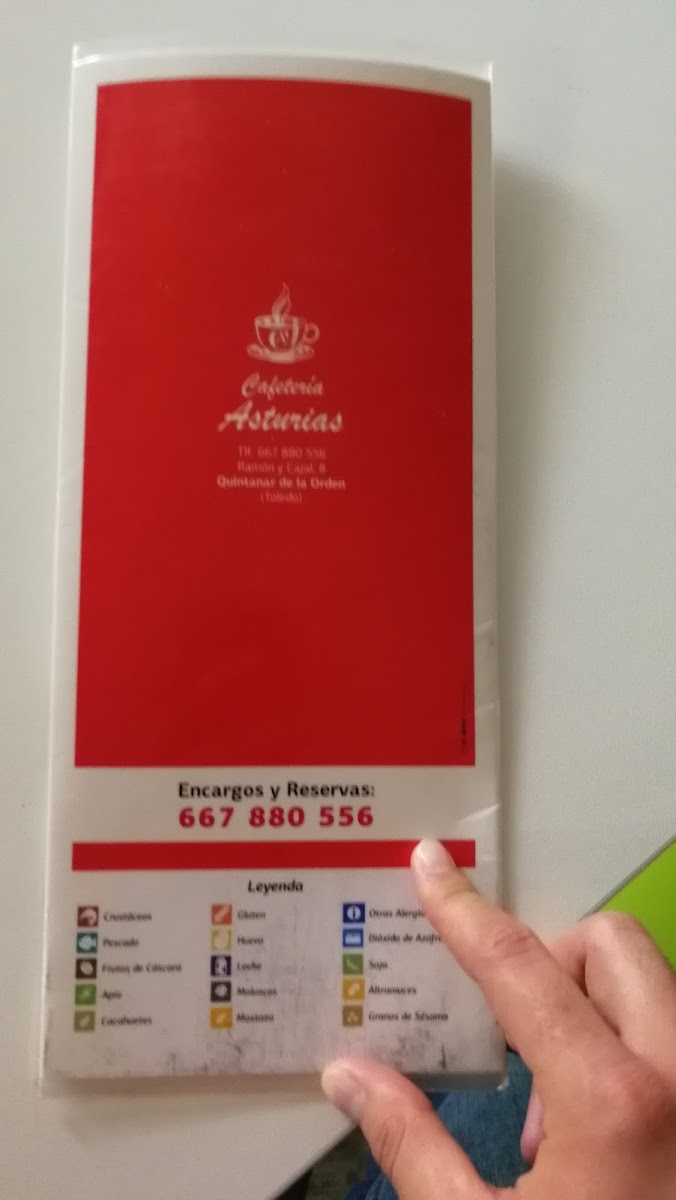 Cafetería
Asturias
Tlf. 667 880 556
Ramón y Cajal, 8
Quintanar de la Orden
(Toledo)
Encargos y Reservas:
667 880 556
Leyenda
Crustáceos
Gluten
Otros
Pescado
Huevo
Dióxido de
Frutos de Cáscara
Leche
Soja
Apio
Moluscos
Altramuces
Cacahuetes
Mostaza
Granos de Sésamo